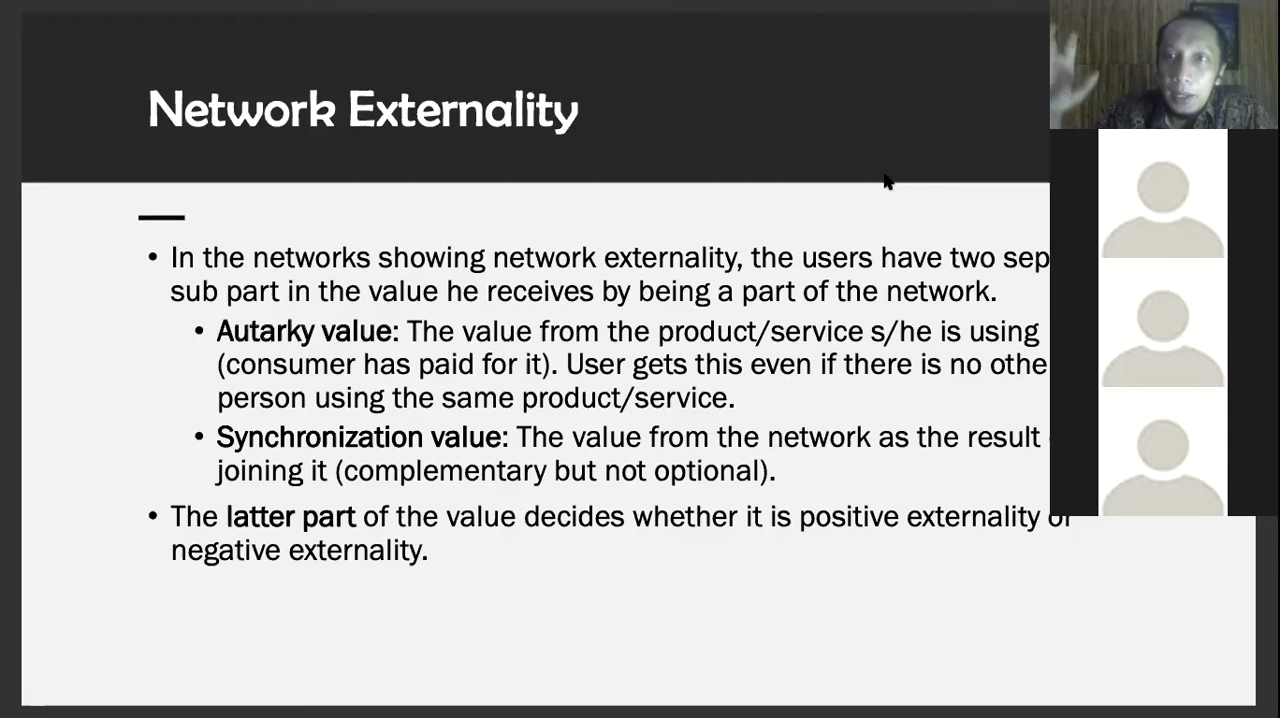 Network Externality
• In the networks showing network externality, the users have two
sub part in the value he receives by being a part of the network.
• Autarky value: The value from the product/service s/he is using
(consumer has paid for it). User gets this even if there is no
person using the same product/service.
• Synchronization value: The value from the network as the result
joining it (complementary but not optional).
• The latter part of the value decides whether it is positive externality or
negative externality.